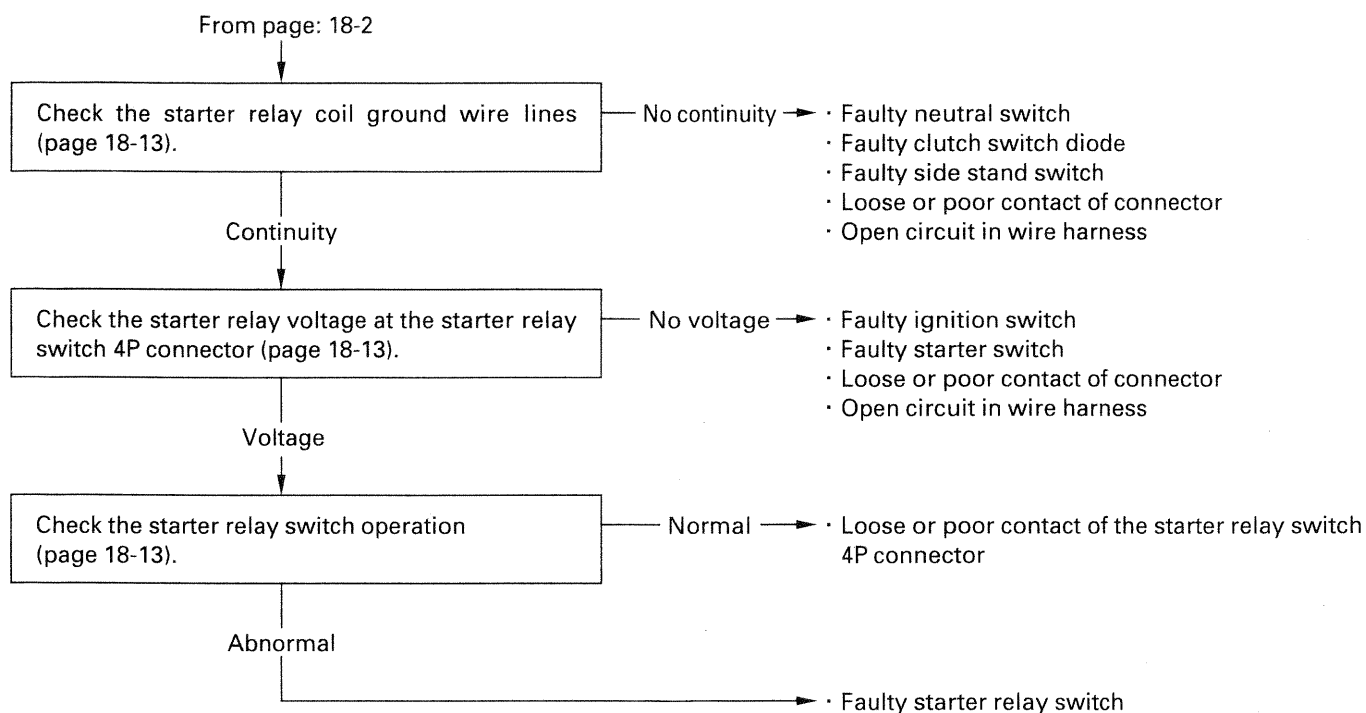 From page: 18-2
Check the starter relay coil ground wire lines
(page 18-13).
No continuity
· Faulty neutral switch
· Faulty clutch switch diode
· Faulty side stand switch
· Loose or poor contact of connector
· Open circuit in wire harness
Continuity
Check the starter relay voltage at the starter relay
switch 4P connector (page 18-13).
No voltage
· Faulty ignition switch
· Faulty starter switch
· Loose or poor contact of connector
· Open circuit in wire harness
Voltage
Check the starter relay switch operation
(page 18-13).
Normal
· Loose or poor contact of the starter relay switch
4P connector
Abnormal
· Faulty starter relay switch